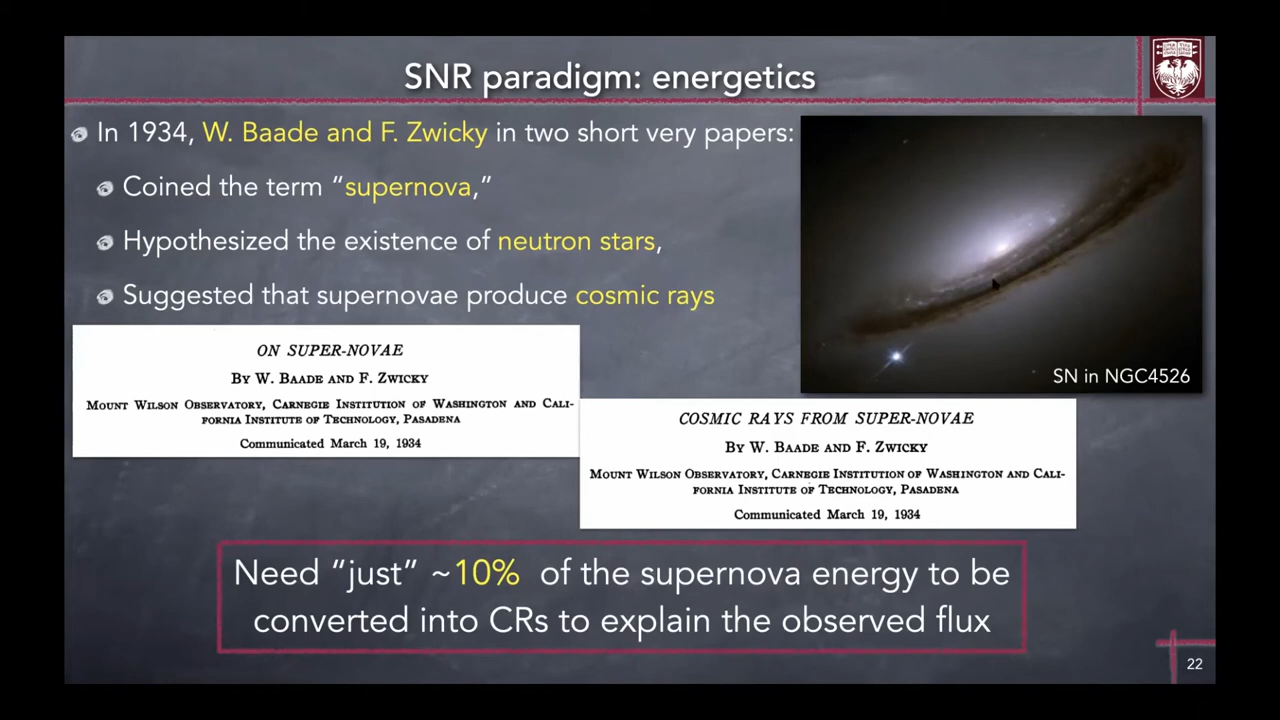 SNR paradigm: energetics
In 1934, W. Baade and F. Zwicky in two short very papers:
Coined the term “supernova,”
Hypothesized the existence of neutron stars,
Suggested that supernovae produce cosmic rays
SN in NGC4526
ON SUPER-NOVAE
By W. Baade and F. Zwicky
Mount Wilson Observatory, Carnegie Institution of Washington and Cali-
fornia Institute of Technology, Pasadena
Communicated March 19, 1934
COSMIC RAYS FROM SUPER-NOVAE
By W. Baade and F. Zwicky
Mount Wilson Observatory, Carnegie Institution of Washington and Cali-
fornia Institute of Technology, Pasadena
Communicated March 19, 1934
Need “just” ~10% of the supernova energy to be
converted into CRs to explain the observed flux
22